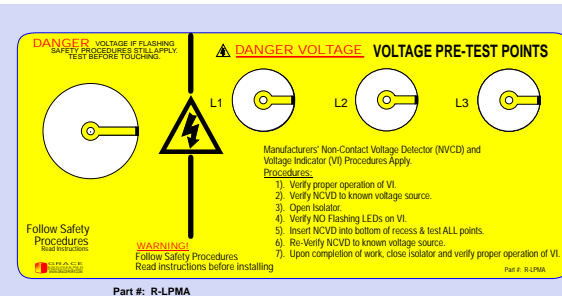 DANGER VOLTAGE IF FLASHING
SAFETY PROCEDURES STILL APPLY.
TEST BEFORE TOUCHING.
DANGER VOLTAGE VOLTAGE PRE-TEST POINTS
L1
L2
L3
Manufacturers' Non-Contact Voltage Detector (NVCD) and
Voltage Indicator (VI) Procedures Apply.
Procedures:
1). Verify proper operation of VI.
2). Verify NCVD to known voltage source.
3). Open Isolator.
4). Verify NO Flashing LEDs on VI.
5). Insert NCVD into bottom of recess & test ALL points.
6). Re-Verify NCVD to known voltage source.
7). Upon completion of work, close isolator and verify proper operation of VI.
Follow Safety
Procedures
Read Instructions
GRACE
WARNING!
Follow Safety Procedures
Read instructions before installing
Part #: R-LPMA
Part #: R-LPMA